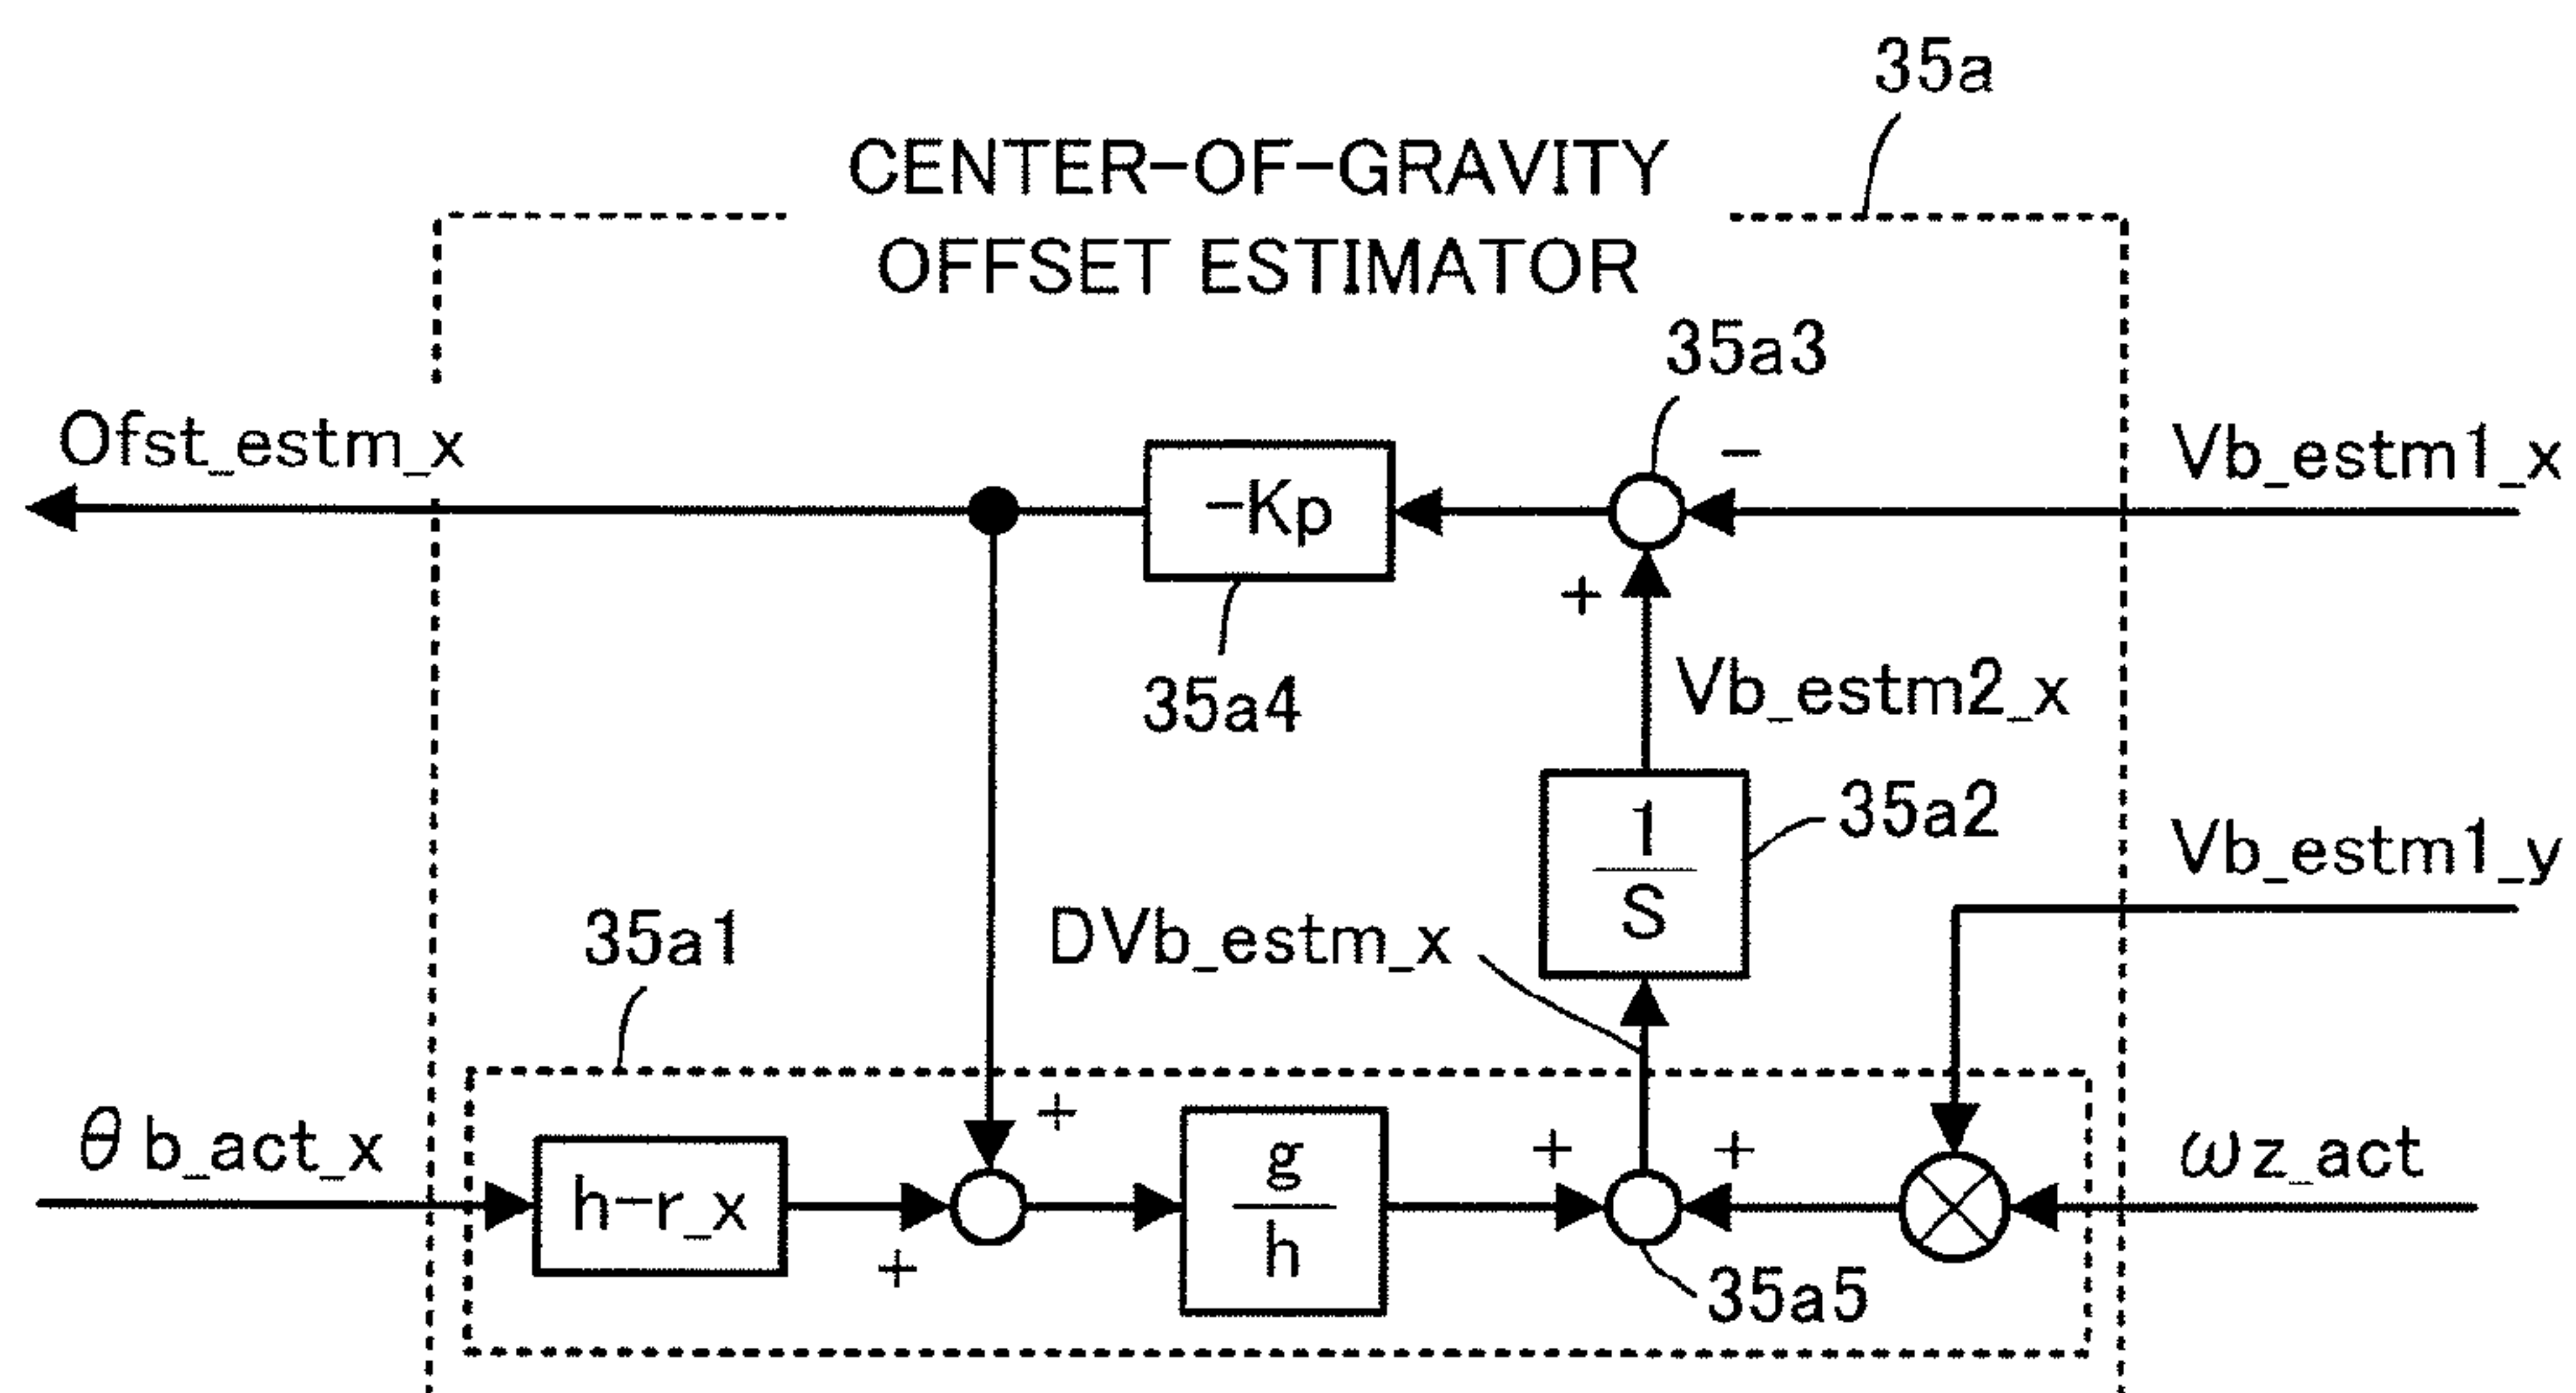 35a
CENTER-OF-GRAVITY
OFFSET ESTIMATOR
35a3
Ofst_estm_x
-Kp
-
Vb_estm1_x
+
35a4
Vb_estm2_x
1
S
35a2
Vb_estm1_y
35a1
DVb_estm_x
+
θb_act_x
h-r_x
+
g
h
+
+
ωz_act
35a5